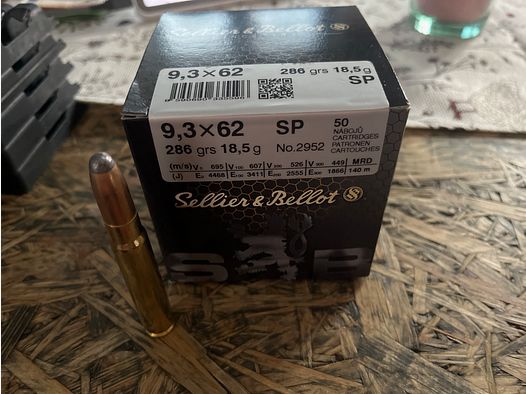 Sellier & Bellot
9,3×62 286 grs 18,5 g
SP
9,3×62 SP 50
286 grs 18,5 g No.2952
NÁBOJŮ
CARTRIDGES
PATRONEN
CARTOUCHES
(m/s) V₀ 695 V₁₀₀ 607 V₂₀₀ 526 V₃₀₀ 449 MRD
(J) E₀ 4468 E₁₀₀ 3411 E₂₀₀ 2555 E₃₀₀ 1866 140 m
Sellier & Bellot S&B
S B